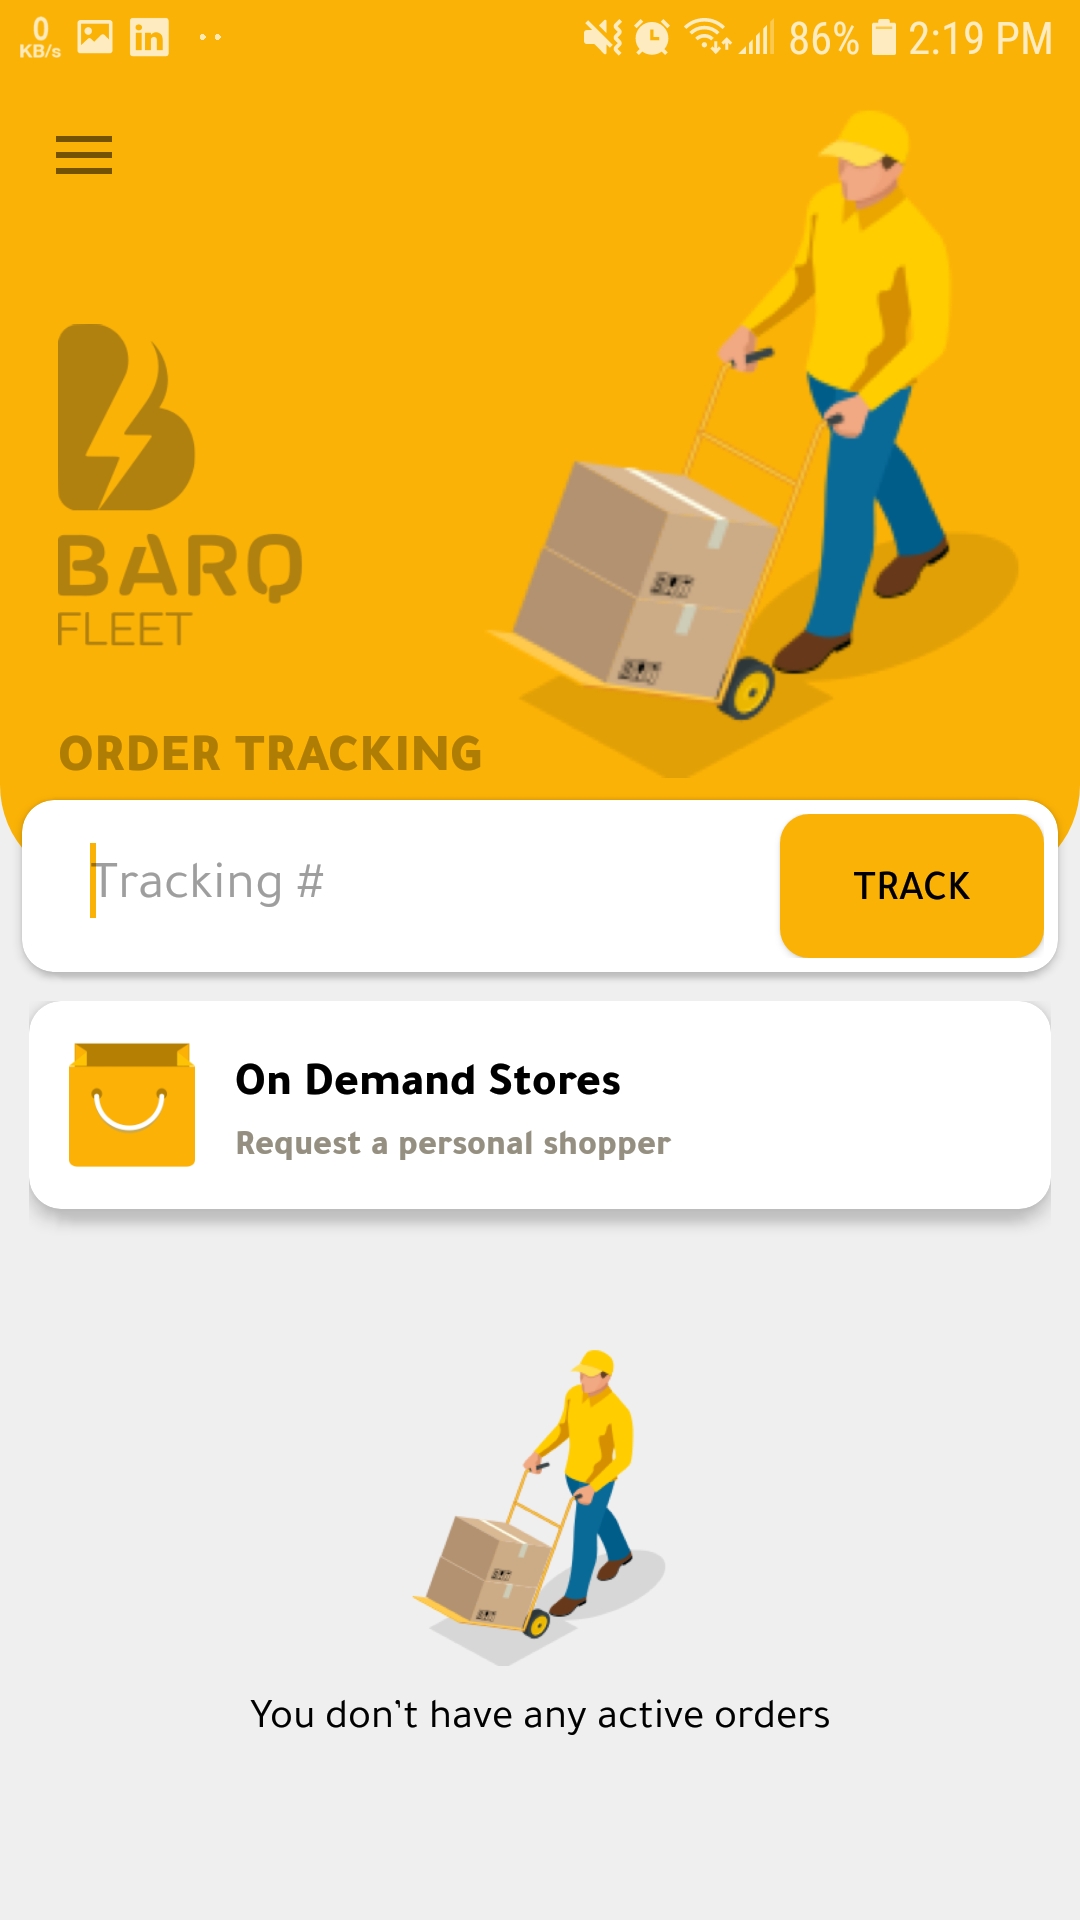 0
KB/s
86% 2:19 PM
BARQ
FLEET
ORDER TRACKING
Tracking #
TRACK
On Demand Stores
Request a personal shopper
You don't have any active orders